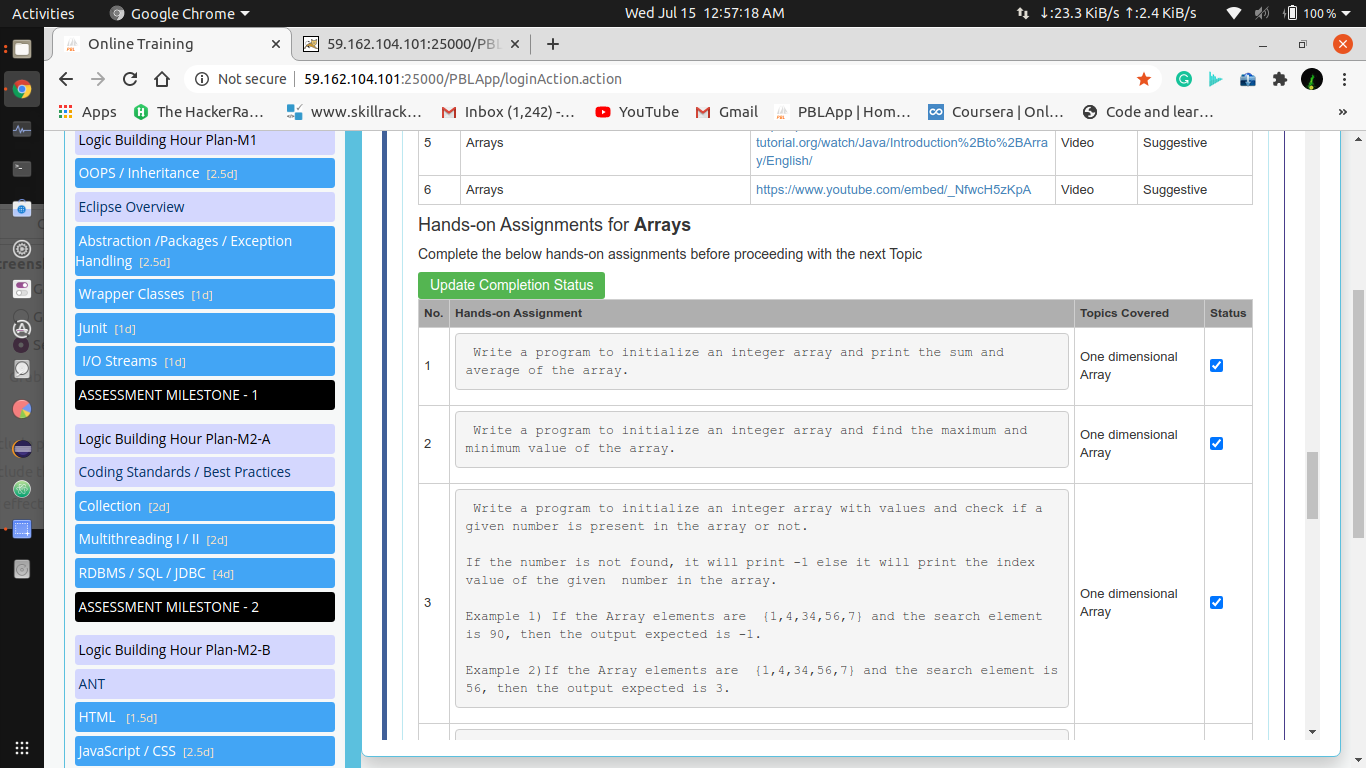 Activities
Google Chrome
Wed Jul 15 12:57:18 AM
↓:23.3 KiB/s ↑:2.4 KiB/s
100 %
Online Training
59.162.104.101:25000/PBL
Not secure
59.162.104.101:25000/PBLApp/loginAction.action
Apps
The HackerRa…
www.skillrack…
Inbox (1,242) -…
YouTube
Gmail
PBLApp | Hom…
Coursera | Onl…
Code and lear…
»
Logic Building Hour Plan-M1
OOPS / Inheritance [2.5d]
Eclipse Overview
Abstraction /Packages / Exception
Handling [2.5d]
Wrapper Classes [1d]
Junit [1d]
I/O Streams [1d]
ASSESSMENT MILESTONE - 1
Logic Building Hour Plan-M2-A
Coding Standards / Best Practices
Collection [2d]
Multithreading I / II [2d]
RDBMS / SQL / JDBC [4d]
ASSESSMENT MILESTONE - 2
Logic Building Hour Plan-M2-B
ANT
HTML [1.5d]
JavaScript / CSS [2.5d]
5 Arrays tutorial.org/watch/Java/Introduction%2Bto%2BArra Video Suggestive
y/English/
6 Arrays https://www.youtube.com/embed/_NfwcH5zKpA Video Suggestive
Hands-on Assignments for Arrays
Complete the below hands-on assignments before proceeding with the next Topic
Update Completion Status
No. Hands-on Assignment Topics Covered Status
1
Write a program to initialize an integer array and print the sum and
average of the array.
One dimensional
Array
2
Write a program to initialize an integer array and find the maximum and
minimum value of the array.
One dimensional
Array
3
Write a program to initialize an integer array with values and check if a
given number is present in the array or not.
If the number is not found, it will print -1 else it will print the index
value of the given  number in the array.
Example 1) If the Array elements are  {1,4,34,56,7} and the search element
is 90, then the output expected is -1.
Example 2)If the Array elements are  {1,4,34,56,7} and the search element is
56, then the output expected is 3.
One dimensional
Array